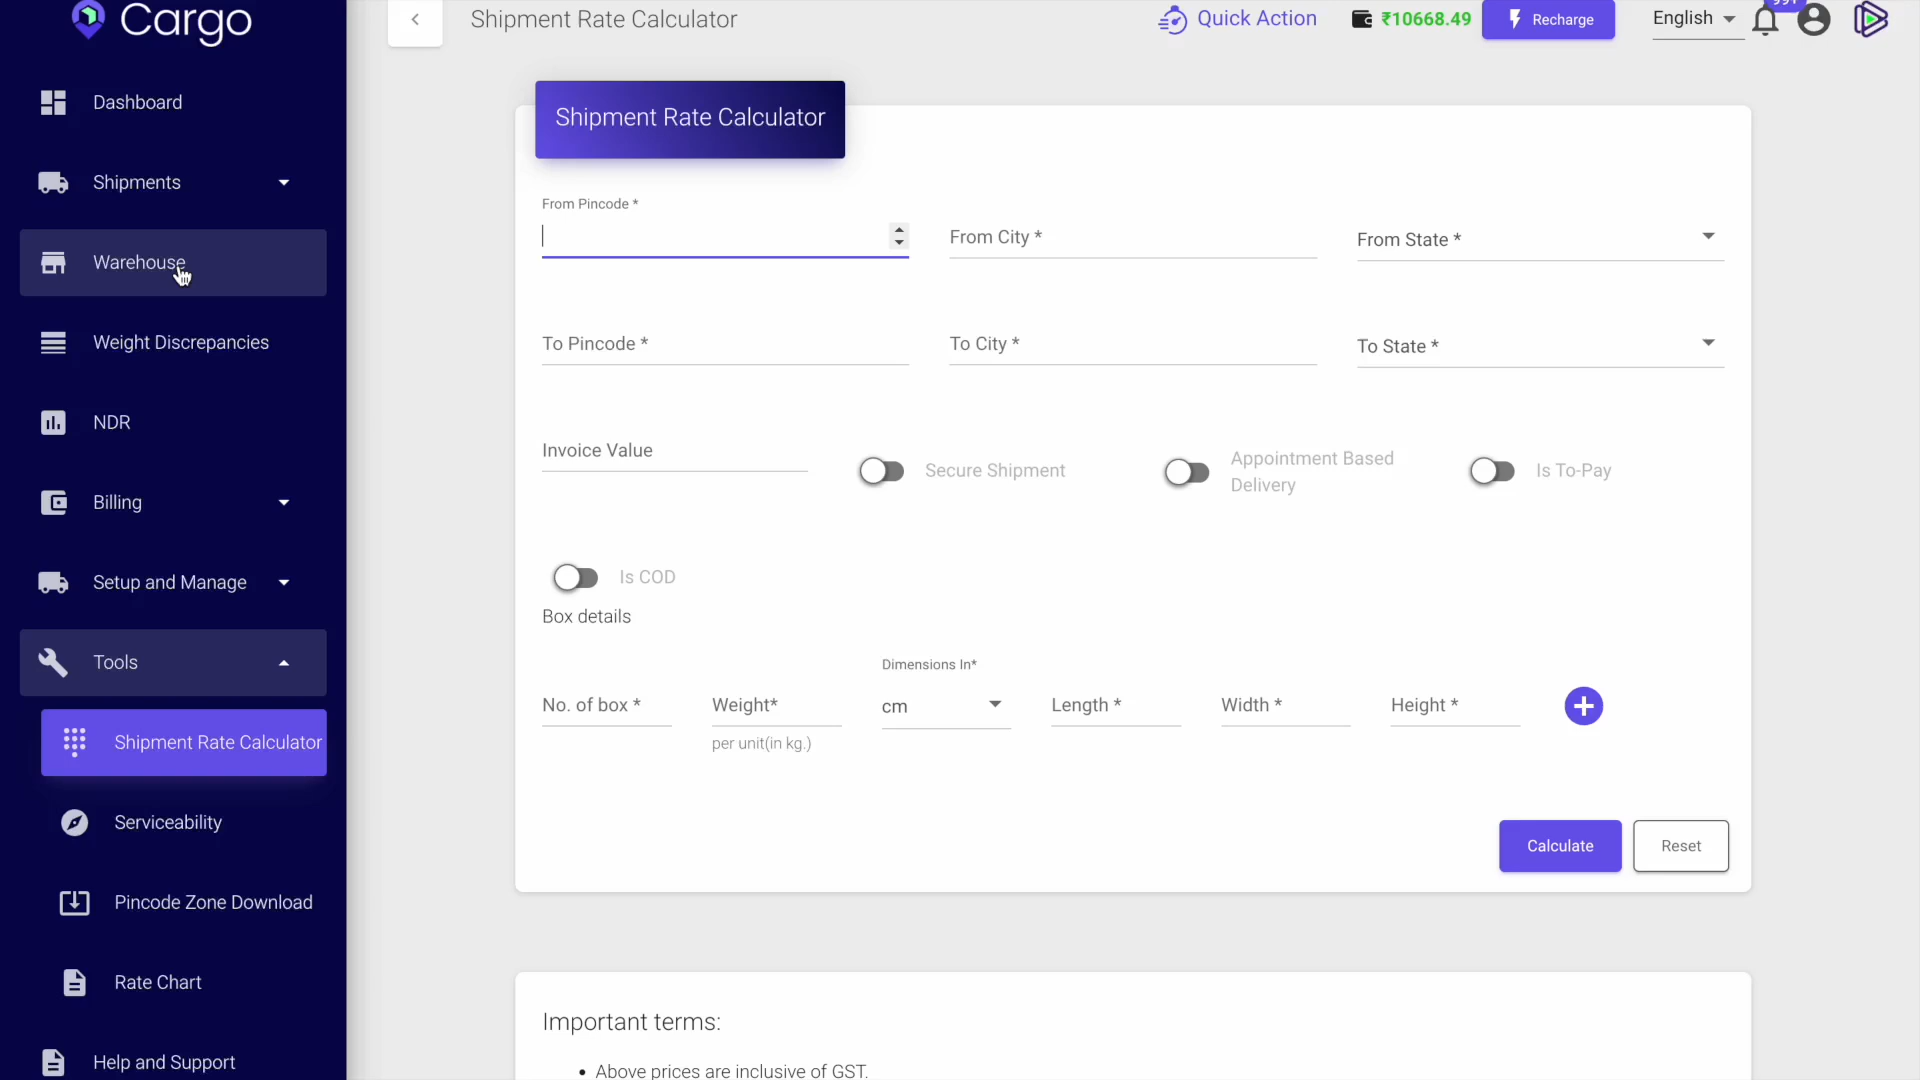 Cargo
Shipment Rate Calculator
Quick Action
₹10668.49
Recharge
English
99+
Dashboard
Shipments
Warehouse
Weight Discrepancies
NDR
Billing
Setup and Manage
Tools
Shipment Rate Calculator
Serviceability
Pincode Zone Download
Rate Chart
Help and Support
Shipment Rate Calculator
From Pincode *
From City *
From State *
To Pincode *
To City *
To State *
Invoice Value
Secure Shipment
Appointment Based
Delivery
Is To-Pay
Is COD
Box details
No. of box *
Weight*
per unit(in kg.)
Dimensions In*
cm
Length *
Width *
Height *
Calculate
Reset
Important terms:
• Above prices are inclusive of GST.